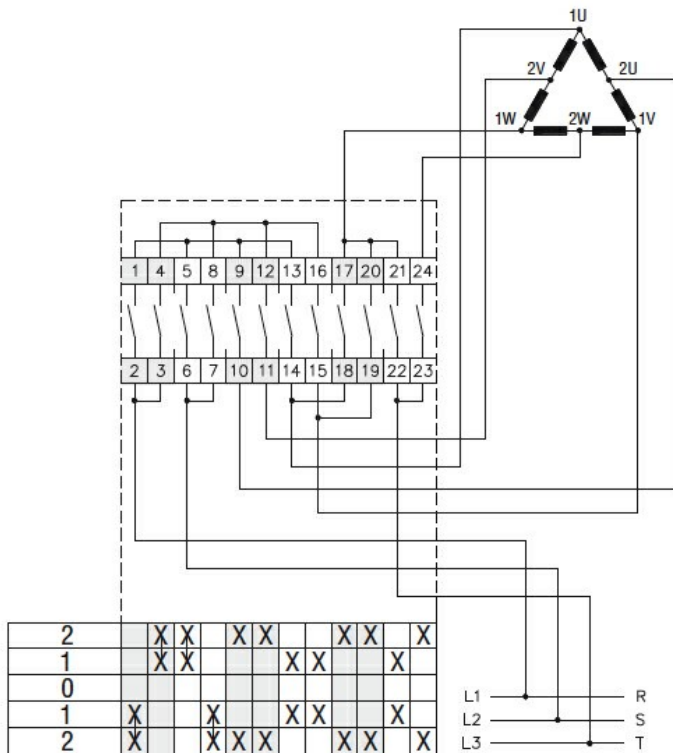 1U
2V 2U
1W 2W 1V
1 4 5 8 9 12 13 16 17 20 21 24
2 3 6 7 10 11 14 15 18 19 22 23
2 X X X X X X X
1 X X X X X
0
L1 R
1 X X X X X
L2 S
2 X X X X X X X
L3 T